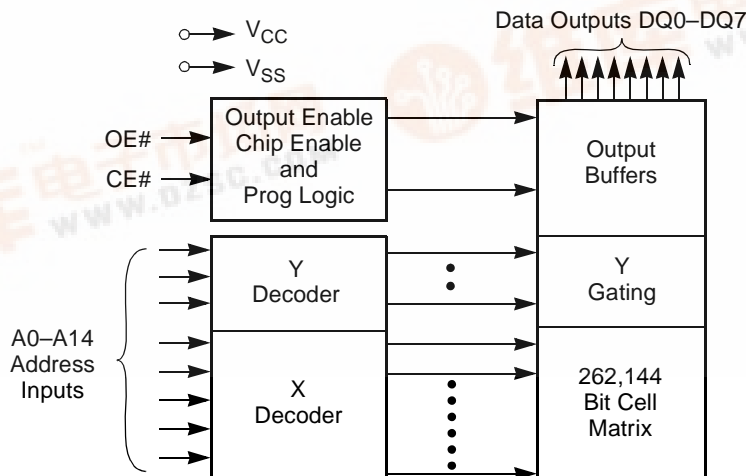 Data Outputs DQ0–DQ7
VCC
VSS
OE#
CE#
Output Enable
Chip Enable
and
Prog Logic
Output
Buffers
Y
Decoder
Y
Gating
A0–A14
Address
Inputs
X
Decoder
262,144
Bit Cell
Matrix